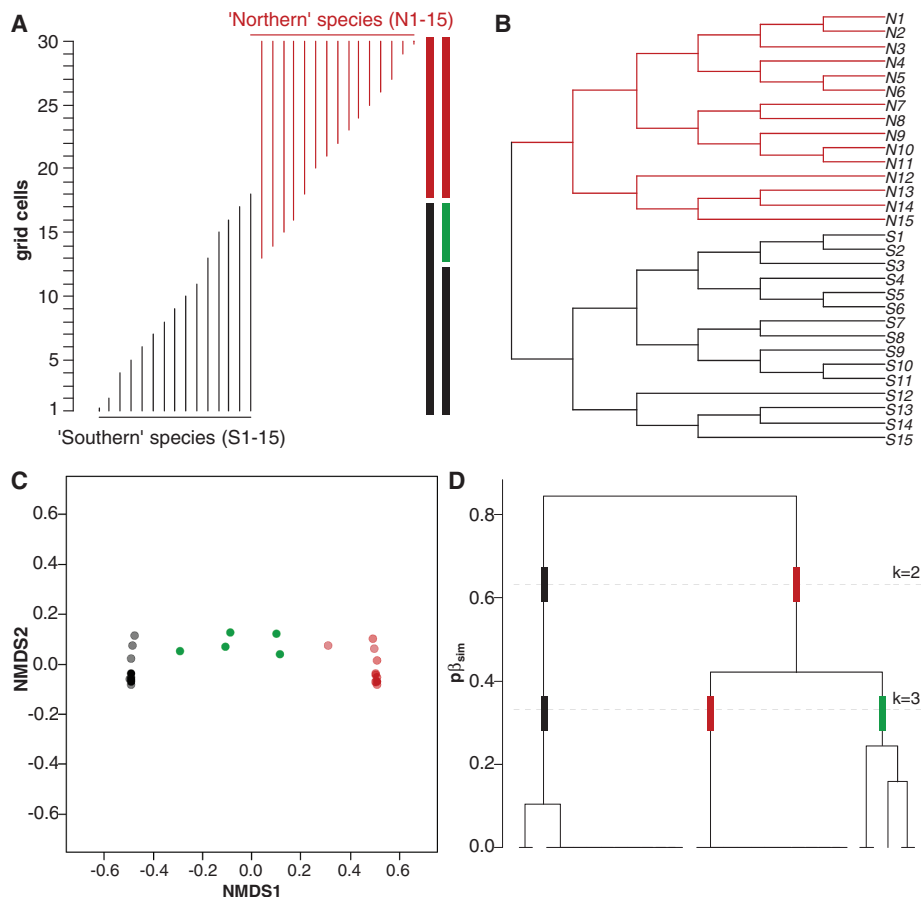 A
'Northern' species (N1-15)
30
25
20
15
10
5
1
grid cells
'Southern' species (S1-15)
B
N1
N2
N3
N4
N5
N6
N7
N8
N9
N10
N11
N12
N13
N14
N15
S1
S2
S3
S4
S5
S6
S7
S8
S9
S10
S11
S12
S13
S14
S15
C
0.6
0.4
0.2
0.0
-0.2
-0.4
-0.6
NMDS2
-0.6 -0.4 -0.2 0.0 0.2 0.4 0.6
NMDS1
D
0.8
0.6
0.4
0.2
0.0
pβsim
k=2
k=3